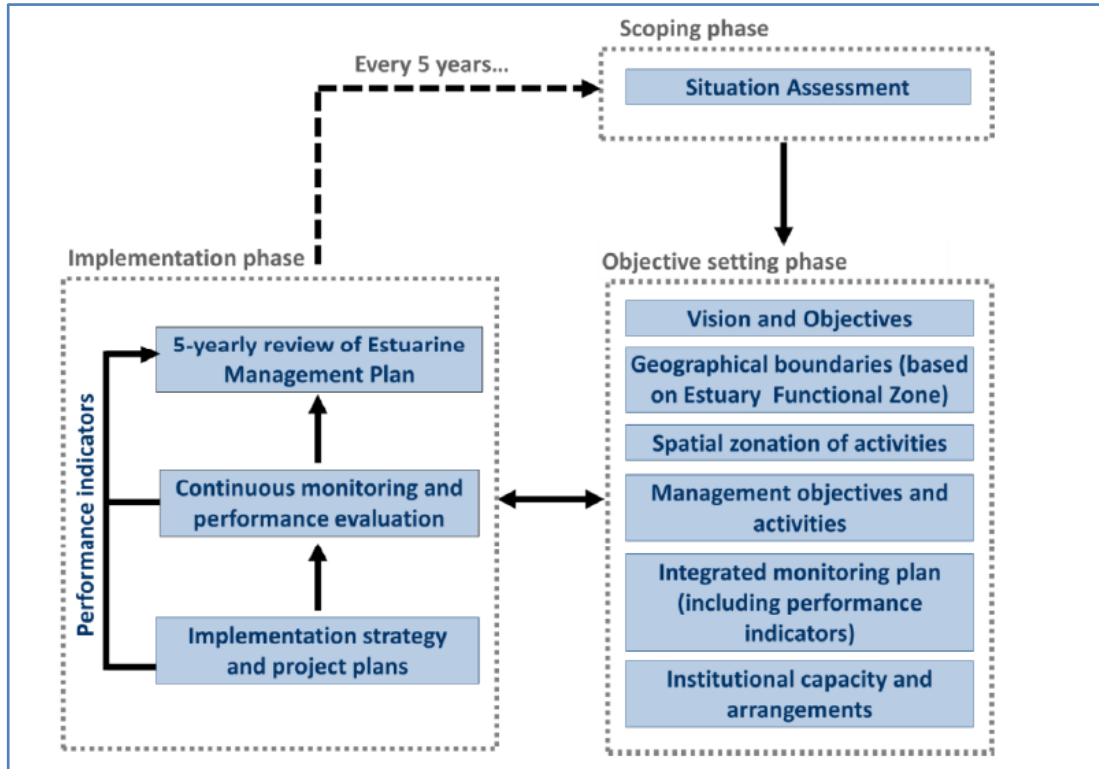 Scoping phase
Every 5 years...
Situation Assessment
Implementation phase
Objective setting phase
5-yearly review of Estuarine
Management Plan
Continuous monitoring and
performance evaluation
Implementation strategy
and project plans
Performance indicators
Vision and Objectives
Geographical boundaries (based
on Estuary Functional Zone)
Spatial zonation of activities
Management objectives and
activities
Integrated monitoring plan
(including performance
indicators)
Institutional capacity and
arrangements